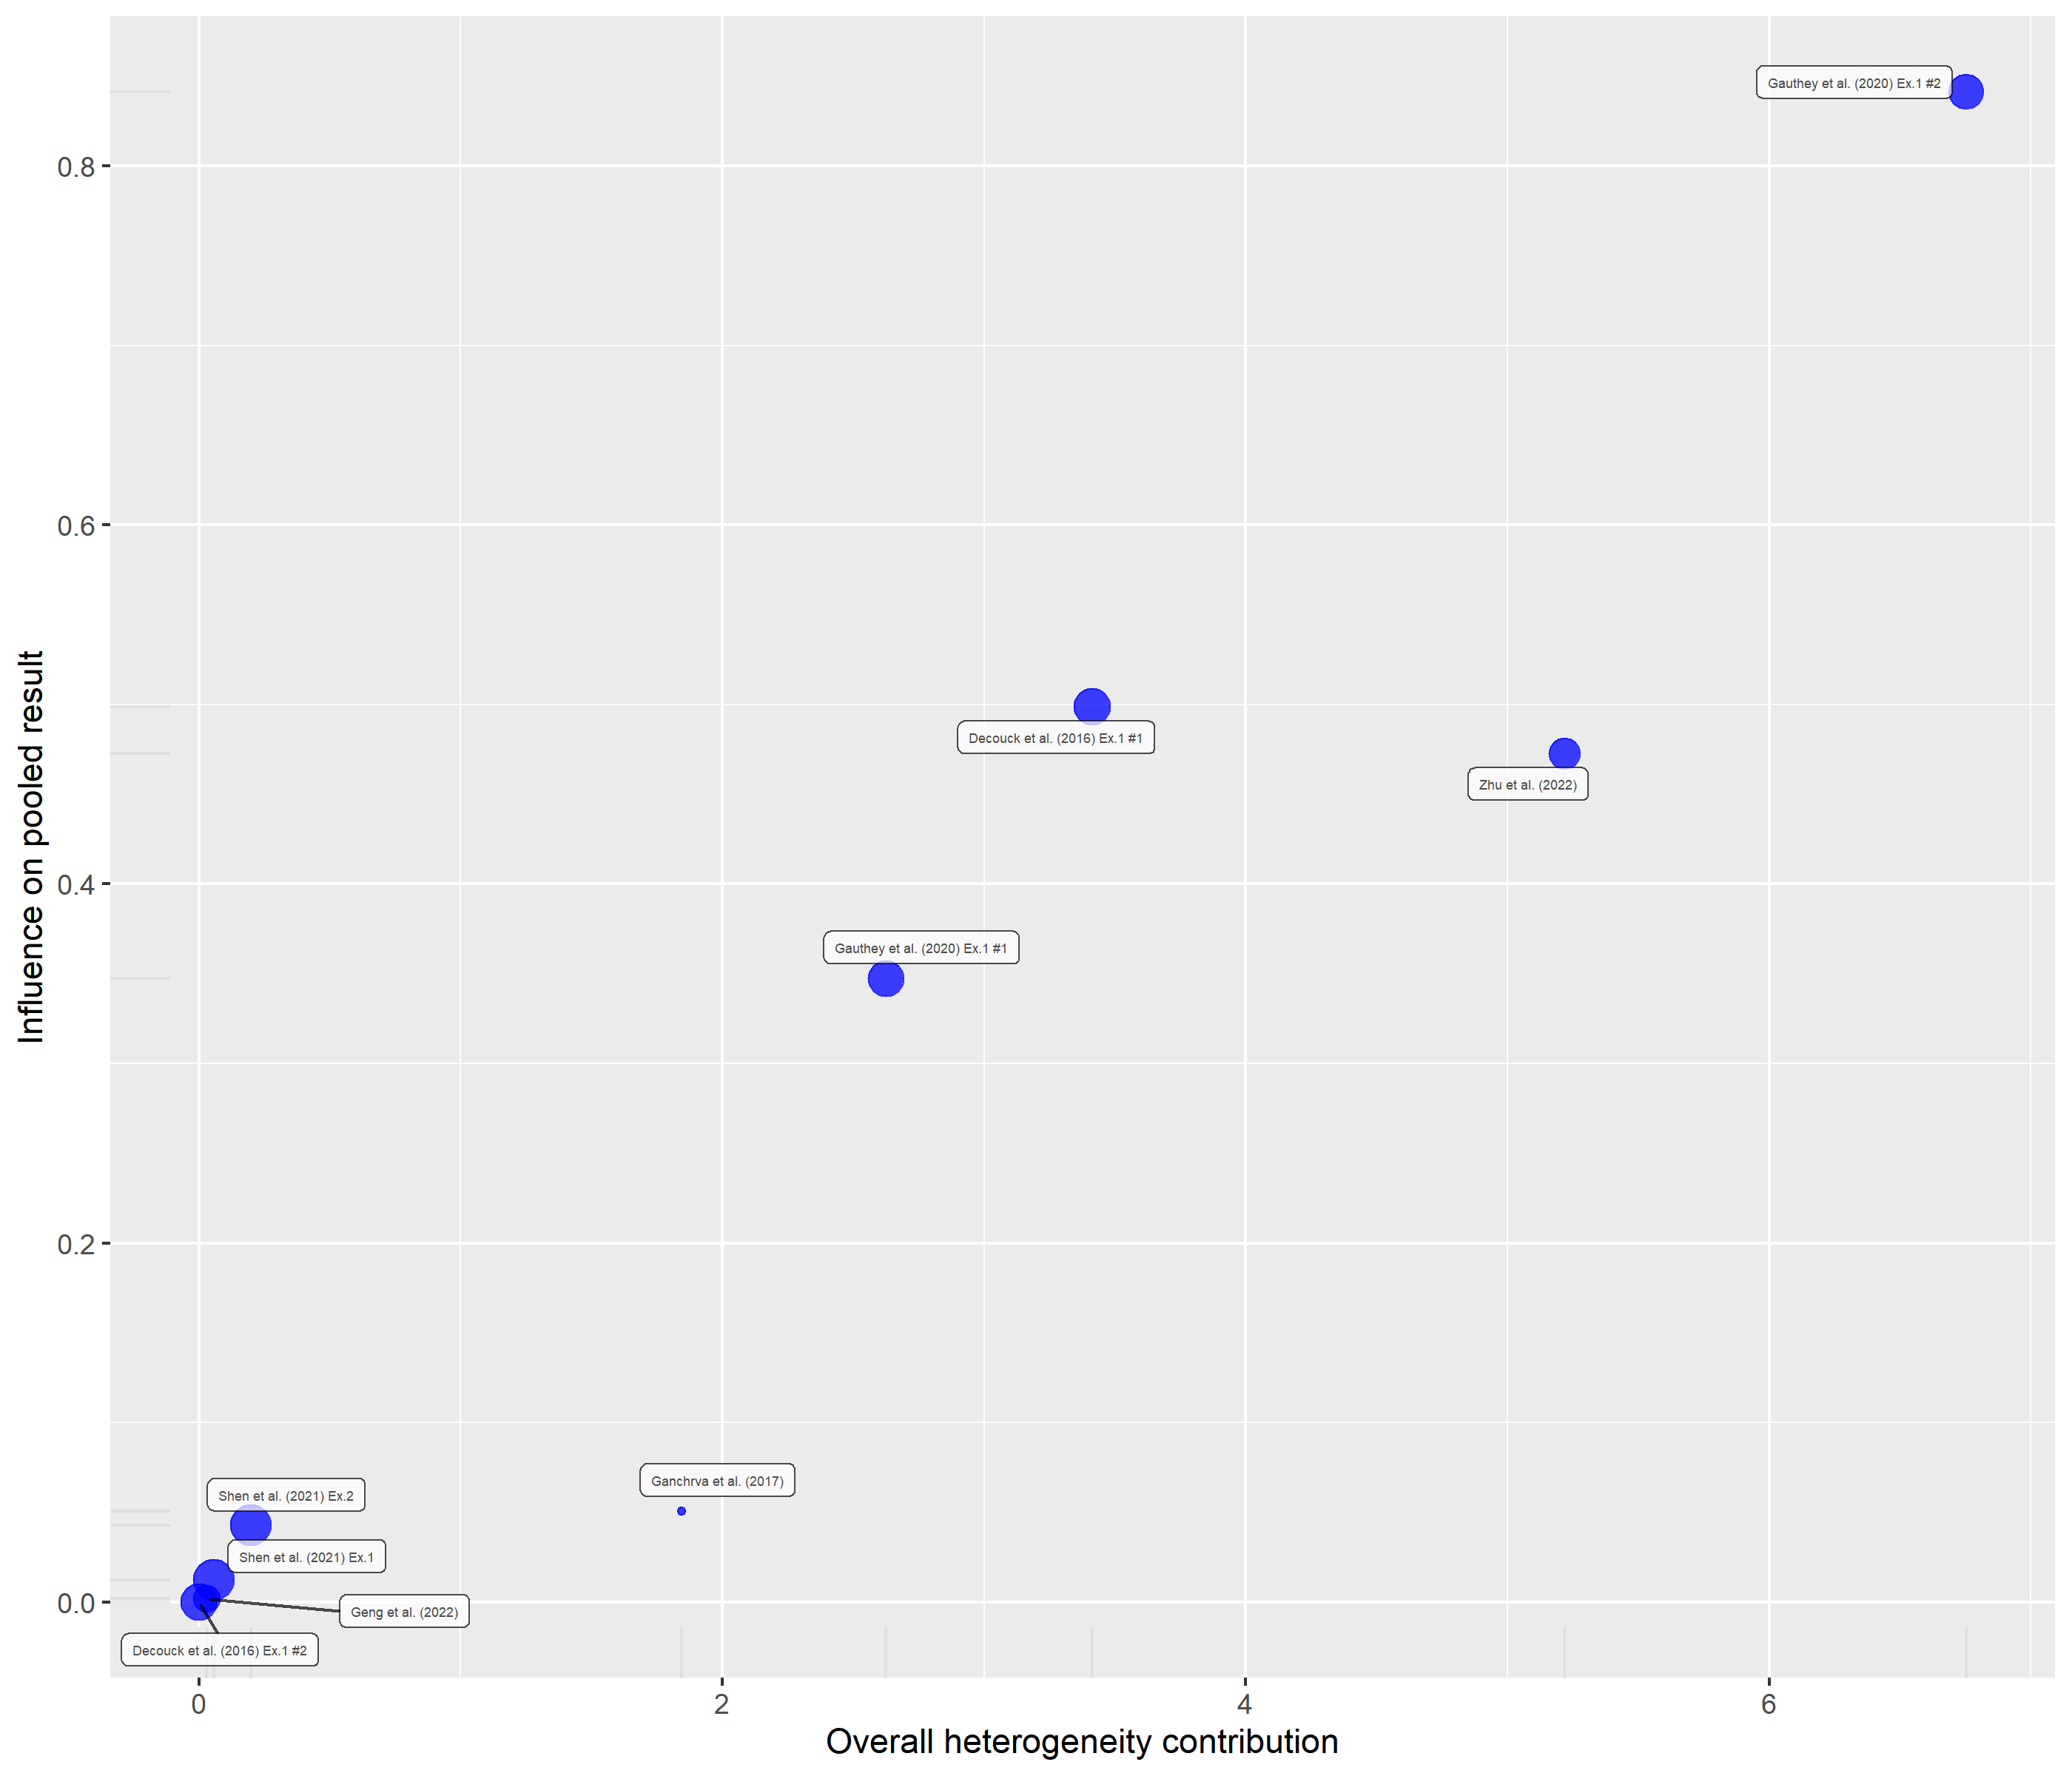 Gauthey et al. (2020) Ex.1 #2
0.8
0.6
Decouck et al. (2016) Ex.1 #1
Zhu et al. (2022)
Influence on pooled result
0.4
Gauthey et al. (2020) Ex.1 #1
0.2
Ganchrva et al. (2017)
Shen et al. (2021) Ex.2
Shen et al. (2021) Ex.1
0.0
Geng et al. (2022)
Decouck et al. (2016) Ex.1 #2
0
2
4
6
Overall heterogeneity contribution